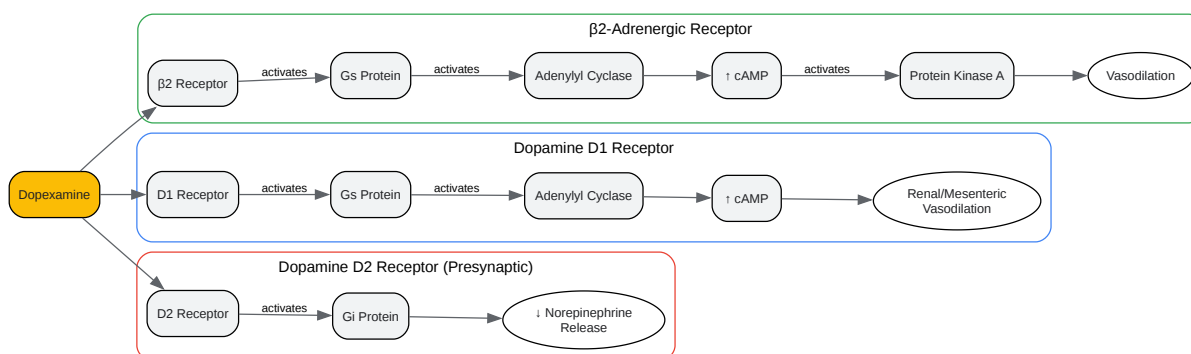 β2-Adrenergic Receptor
β2 Receptor
activates
Gs Protein
activates
Adenylyl Cyclase
↑ cAMP
activates
Protein Kinase A
Vasodilation
Dopexamine
Dopamine D1 Receptor
D1 Receptor
activates
Gs Protein
activates
Adenylyl Cyclase
↑ cAMP
Renal/Mesenteric
Vasodilation
Dopamine D2 Receptor (Presynaptic)
D2 Receptor
activates
Gi Protein
↓ Norepinephrine
Release